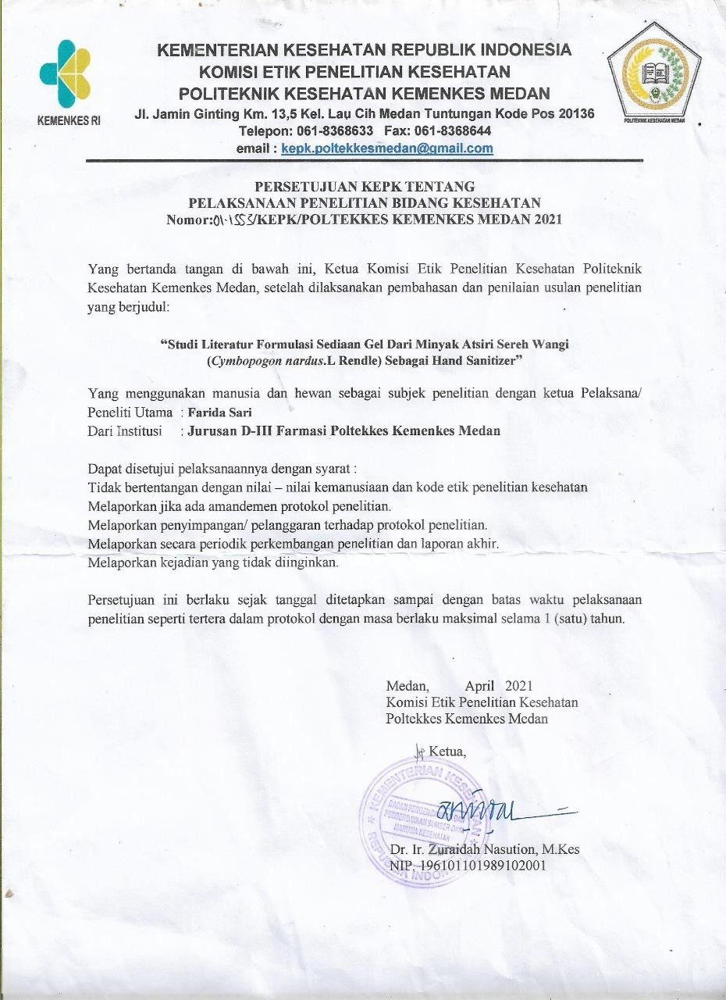 KEMENTERIAN KESEHATAN REPUBLIK INDONESIA
KOMISI ETIK PENELITIAN KESEHATAN
POLITEKNIK KESEHATAN KEMENKES MEDAN
Jl. Jamin Ginting Km. 13,5 Kel. Lau Cih Medan Tuntungan Kode Pos 20136
Telepon: 061-8368633 Fax: 061-8368644
email : kepk.poltekkesmedan@gmail.com
KEMENKES RI
POLITEKNIK KESEHATAN MEDAN
PERSETUJUAN KEPK TENTANG
PELAKSANAAN PENELITIAN BIDANG KESEHATAN
Nomor: /KEPK/POLTEKKES KEMENKES MEDAN 2021
Yang bertanda tangan di bawah ini, Ketua Komisi Etik Penelitian Kesehatan Politeknik
Kesehatan Kemenkes Medan, setelah dilaksanakan pembahasan dan penilaian usulan penelitian
yang berjudul:
“Studi Literatur Formulasi Sediaan Gel Dari Minyak Atsiri Sereh Wangi
(Cymbopogon nardus.L Rendle) Sebagai Hand Sanitizer”
Yang menggunakan manusia dan hewan sebagai subjek penelitian dengan ketua Pelaksana/
Peneliti Utama : Farida Sari
Dari Institusi : Jurusan D-III Farmasi Poltekkes Kemenkes Medan
Dapat disetujui pelaksanaannya dengan syarat :
Tidak bertentangan dengan nilai – nilai kemanusiaan dan kode etik penelitian kesehatan
Melaporkan jika ada amandemen protokol penelitian.
Melaporkan penyimpangan/ pelanggaran terhadap protokol penelitian.
Melaporkan secara periodik perkembangan penelitian dan laporan akhir.
Melaporkan kejadian yang tidak diinginkan.
Persetujuan ini berlaku sejak tanggal ditetapkan sampai dengan batas waktu pelaksanaan
penelitian seperti tertera dalam protokol dengan masa berlaku maksimal selama 1 (satu) tahun.
Medan, April 2021
Komisi Etik Penelitian Kesehatan
Poltekkes Kemenkes Medan
Ketua,
KEMENTERIAN KESEHATAN
REPUBLIK INDONESIA
Dr. Ir. Zuraidah Nasution, M.Kes
NIP. 196101101989102001